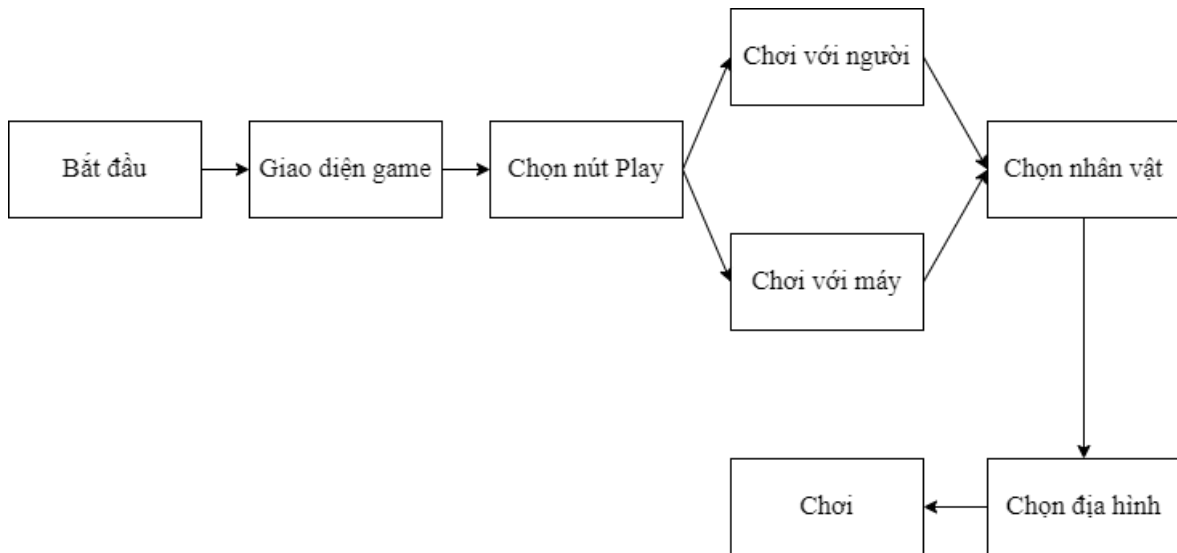 Bắt đầu
Giao diện game
Chọn nút Play
Chơi với người
Chơi với máy
Chọn nhân vật
Chọn địa hình
Chơi